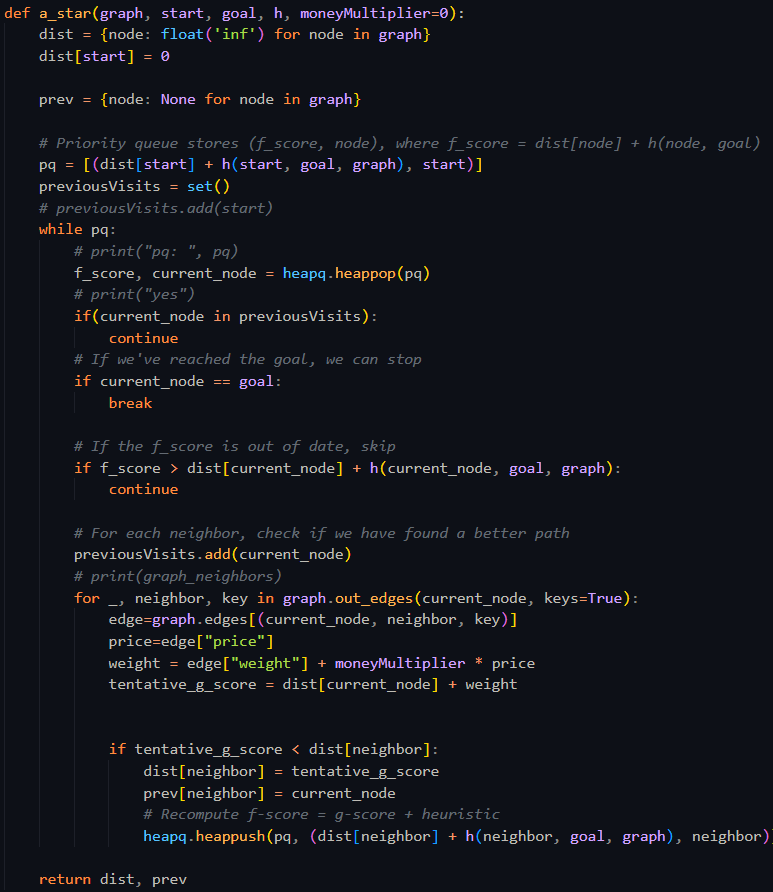 def a_star(graph, start, goal, h, moneyMultiplier=0):
    dist = {node: float('inf') for node in graph}
    dist[start] = 0
    prev = {node: None for node in graph}
    # Priority queue stores (f_score, node), where f_score = dist[node] + h(node, goal)
    pq = [(dist[start] + h(start, goal, graph), start)]
    previousVisits = set()
    # previousVisits.add(start)
    while pq:
        # print("pq: ", pq)
        f_score, current_node = heapq.heappop(pq)
        # print("yes")
        if(current_node in previousVisits):
            continue
        # If we've reached the goal, we can stop
        if current_node == goal:
            break
        # If the f_score is out of date, skip
        if f_score > dist[current_node] + h(current_node, goal, graph):
            continue
        # For each neighbor, check if we have found a better path
        previousVisits.add(current_node)
        # print(graph_neighbors)
        for _, neighbor, key in graph.out_edges(current_node, keys=True):
            edge=graph.edges[(current_node, neighbor, key)]
            price=edge["price"]
            weight = edge["weight"] + moneyMultiplier * price
            tentative_g_score = dist[current_node] + weight
            if tentative_g_score < dist[neighbor]:
                dist[neighbor] = tentative_g_score
                prev[neighbor] = current_node
                # Recompute f-score = g-score + heuristic
                heapq.heappush(pq, (dist[neighbor] + h(neighbor, goal, graph), neighbor))
    return dist, prev